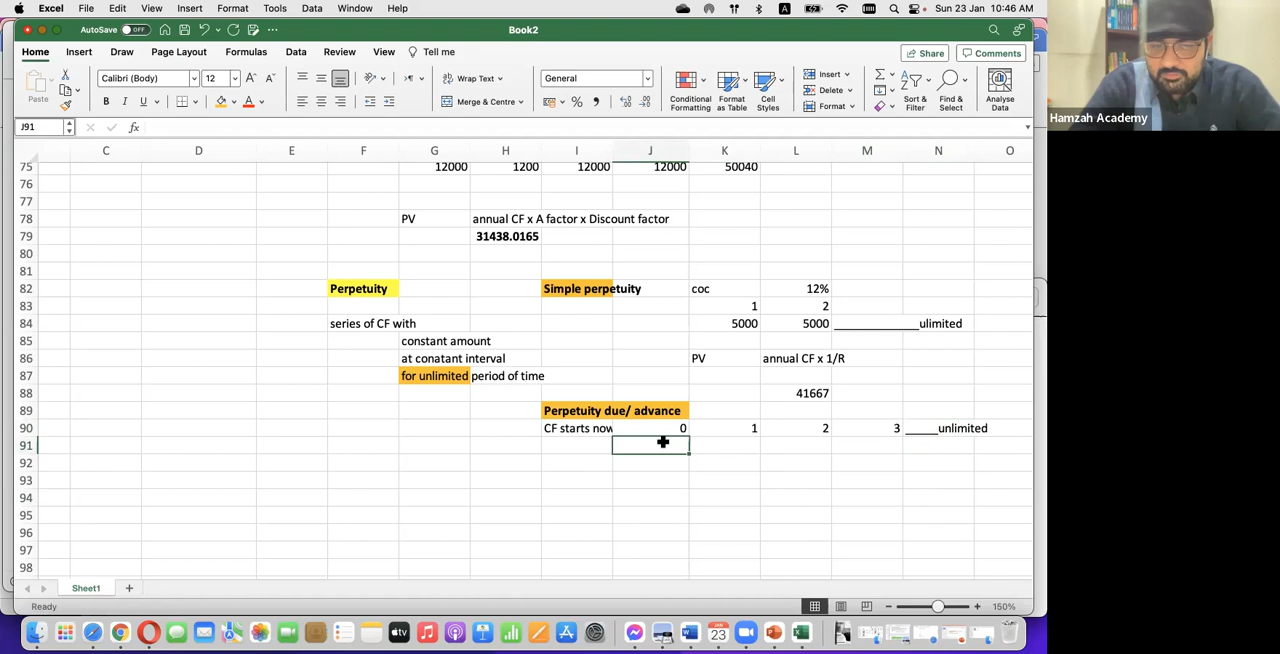 Excel File Edit View Insert Format Tools Data Window Help A Sun 23 Jan 10:46 AM
AutoSave OFF Book2
Home Insert Draw Page Layout Formulas Data Review View Tell me Share Comments
Paste Calibri (Body) 12 A A Wrap Text General Conditional Formatting Format as Table Cell Styles Insert Delete Format Sort & Filter Find & Select Analyse Data
B I U A Merge & Centre %
Hamzah Academy
J91 fx
C D E F G H I J K L M N O
75 12000 1200 12000 12000 50040
76
77
78 PV annual CF x A factor x Discount factor
79 31438.0165
80
81
82 Perpetuity Simple perpetuity coc 12%
83 1 2
84 series of CF with 5000 5000 ______________ulimited
85 constant amount
86 at conatant interval PV annual CF x 1/R
87 for unlimited period of time
88 41667
89 Perpetuity due/ advance
90 CF starts now 0 1 2 3 _____unlimited
91
92
93
94
95
96
97
98
Sheet1 +
Ready 150%
tv 23 W P X
JAN